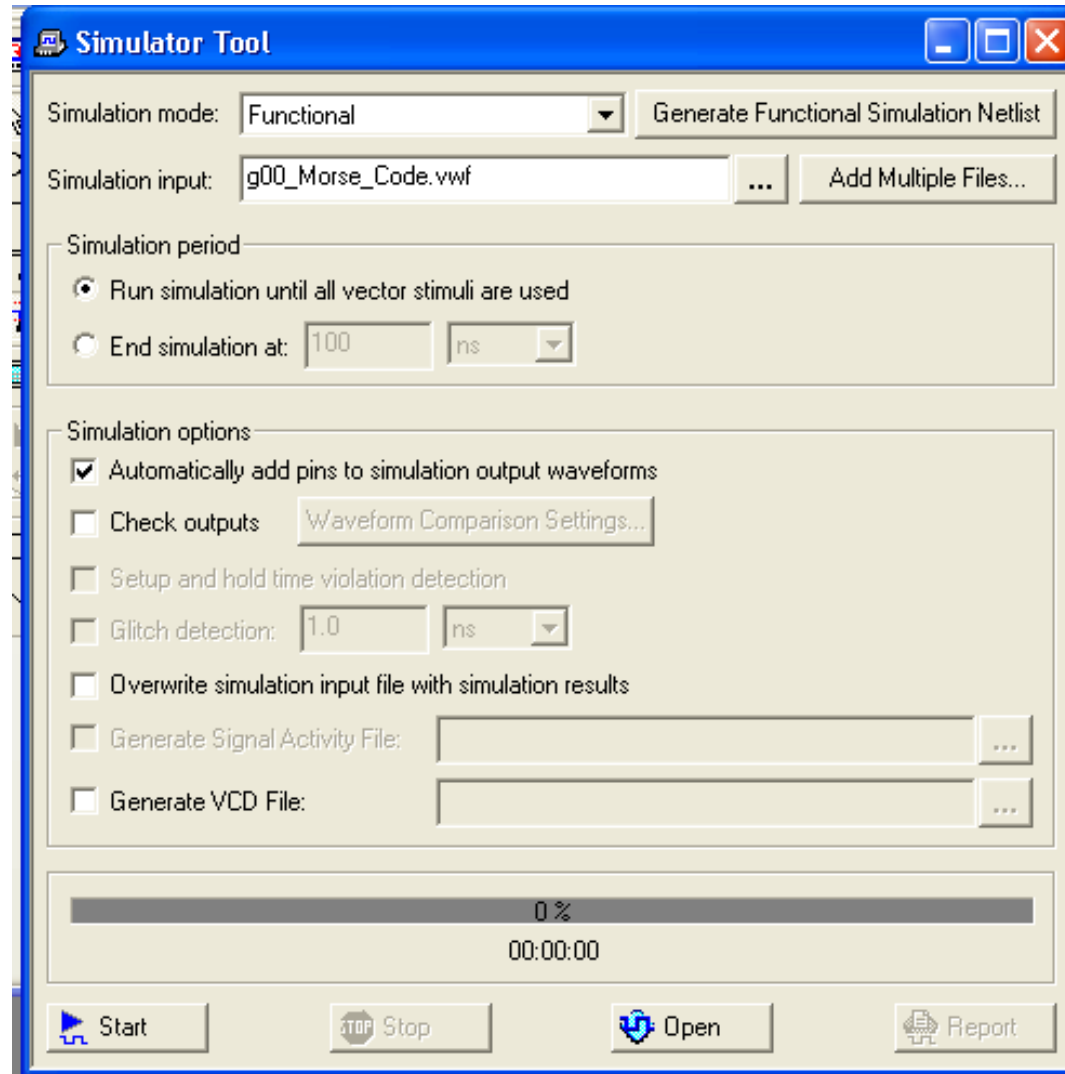 Simulator Tool
Simulation mode: Functional Generate Functional Simulation Netlist
Simulation input: g00_Morse_Code.vwf ... Add Multiple Files...
Simulation period
Run simulation until all vector stimuli are used
End simulation at: 100 ns
Simulation options
Automatically add pins to simulation output waveforms
Check outputs Waveform Comparison Settings...
Setup and hold time violation detection
Glitch detection: 1.0 ns
Overwrite simulation input file with simulation results
Generate Signal Activity File: ...
Generate VCD File: ...
0 %
00:00:00
Start STOP Stop Open Report